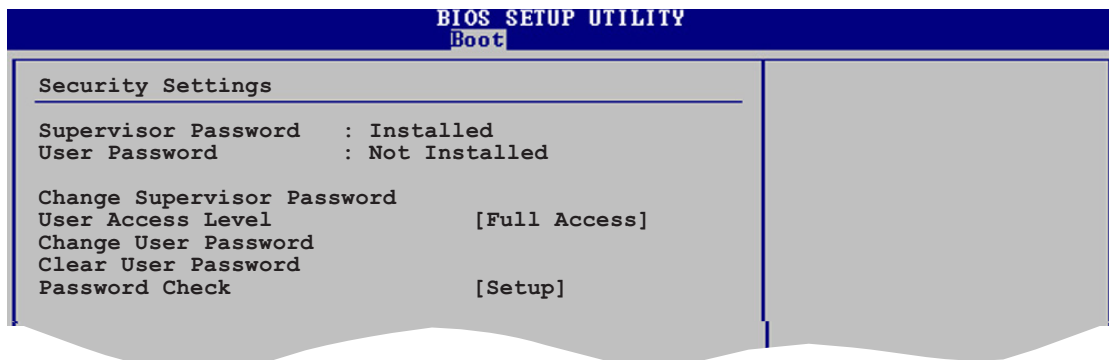 BIOS SETUP UTILITY
Boot
Security Settings
Supervisor Password : Installed
User Password : Not Installed
Change Supervisor Password
User Access Level [Full Access]
Change User Password
Clear User Password
Password Check [Setup]